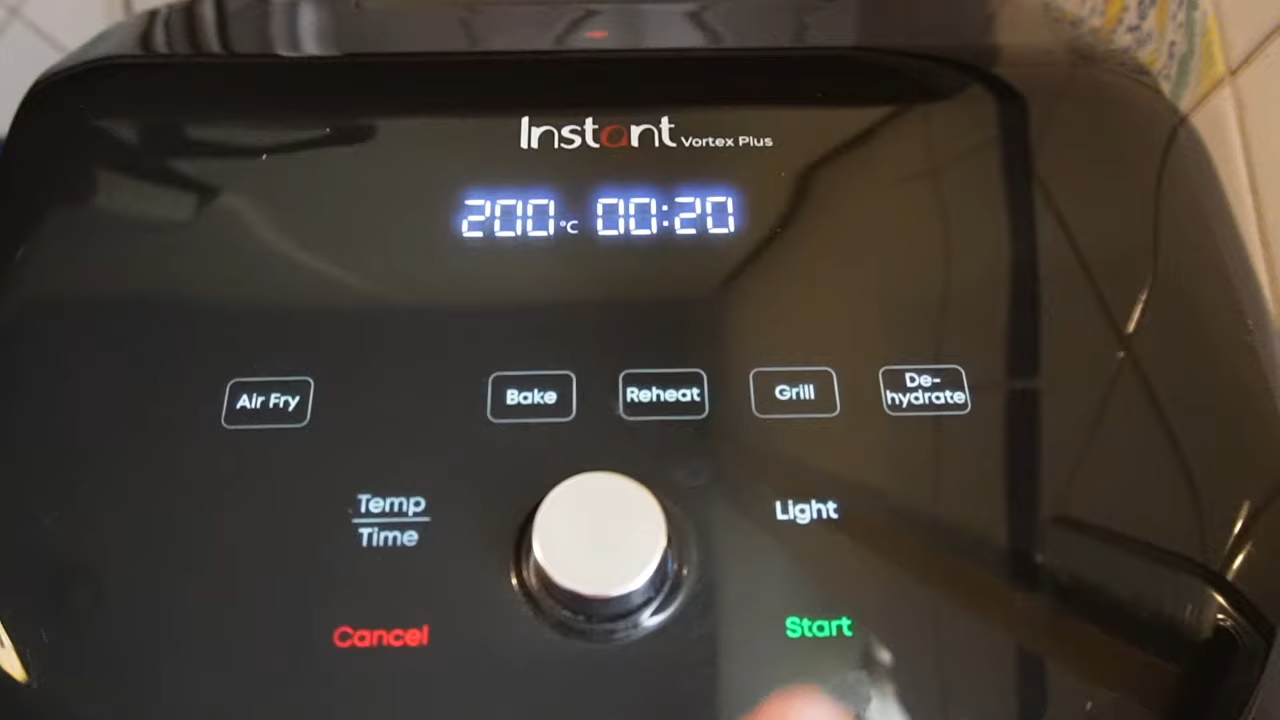 Instant Vortex Plus
200°C 00:20
Air Fry
Bake
Reheat
Grill
De-
hydrate
Temp
Time
Light
Cancel
Start